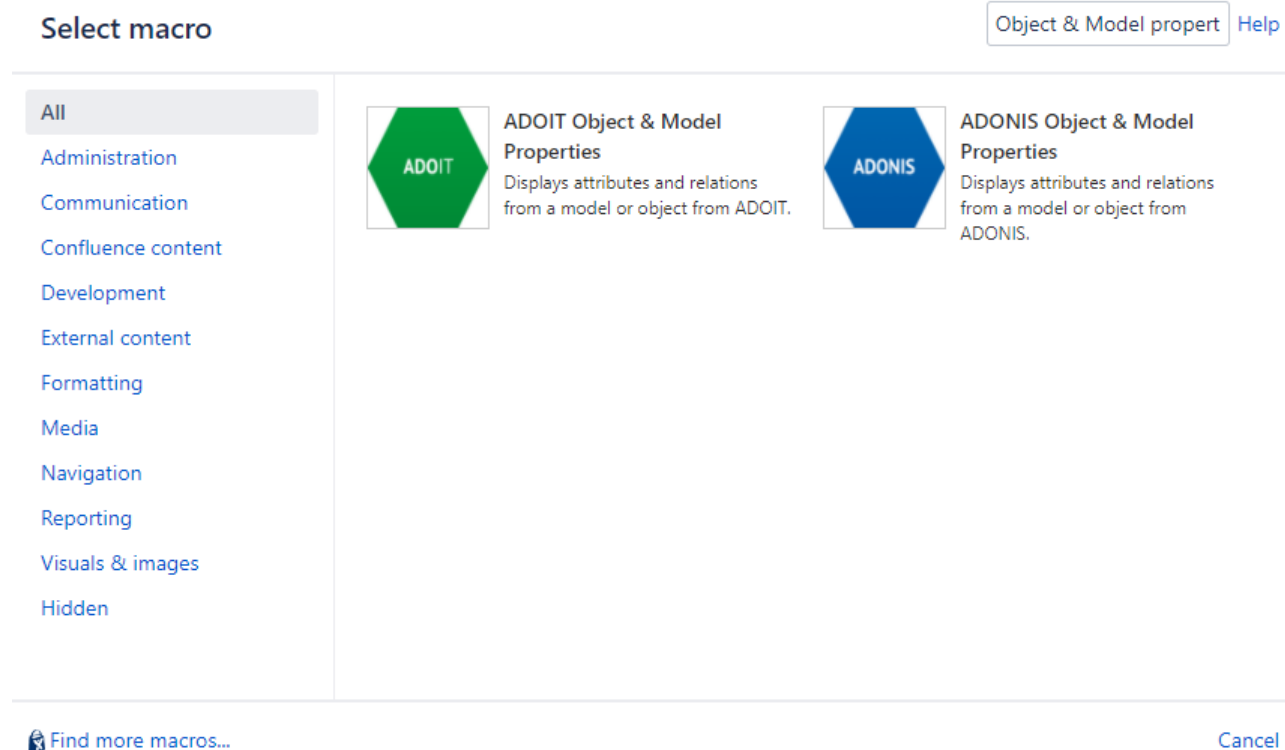 Select macro
Object & Model propert
Help
All
Administration
Communication
Confluence content
Development
External content
Formatting
Media
Navigation
Reporting
Visuals & images
Hidden
ADOIT
ADOIT Object & Model
Properties
Displays attributes and relations
from a model or object from ADOIT.
ADONIS
ADONIS Object & Model
Properties
Displays attributes and relations
from a model or object from
ADONIS.
Find more macros...
Cancel